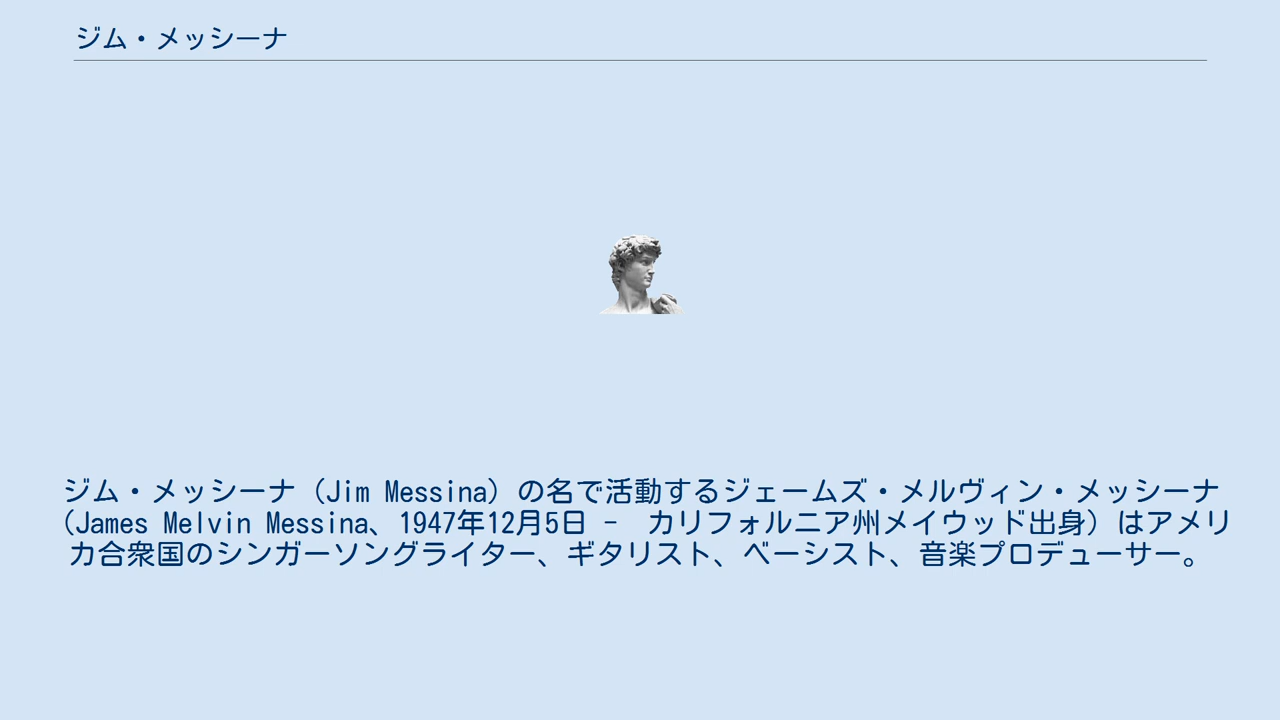 ジム・メッシーナ
ジム・メッシーナ（Jim Messina）の名で活動するジェームズ・メルヴィン・メッシーナ
（James Melvin Messina、1947年12月5日 - カリフォルニア州メイウッド出身）はアメリ
カ合衆国のシンガーソングライター、ギタリスト、ベーシスト、音楽プロデューサー。